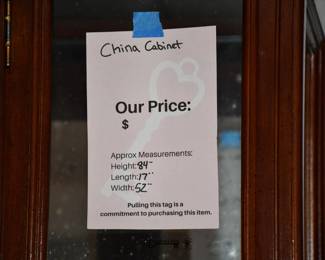 China Cabinet
Our Price:
$
Approx Measurements:
Height: 84"
Length: 17"
Width: 52"
Pulling this tag is a
commitment to purchasing this item.